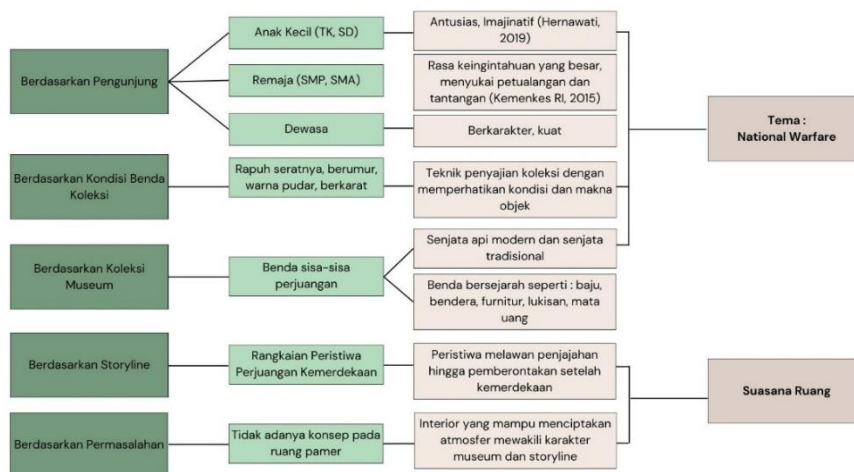 Berdasarkan Pengunjung
Anak Kecil (TK, SD)
Antusias, Imajinatif (Hernawati,
2019)
Remaja (SMP, SMA)
Rasa keingintahuan yang besar,
menyukai petualangan dan
tantangan (Kemenkes RI, 2015)
Dewasa
Berkarakter, kuat
Berdasarkan Kondisi Benda
Koleksi
Rapuh seratnya, berumur,
warna pudar, berkarat
Teknik penyajian koleksi dengan
memperhatikan kondisi dan makna
objek
Berdasarkan Koleksi
Museum
Benda sisa-sisa
perjuangan
Senjata api modern dan senjata
tradisional
Benda bersejarah seperti : baju,
bendera, furnitur, lukisan, mata
uang
Tema :
National Warfare
Berdasarkan Storyline
Rangkaian Peristiwa
Perjuangan Kemerdekaan
Peristiwa melawan penjajahan
hingga pemberontakan setelah
kemerdekaan
Berdasarkan Permasalahan
Tidak adanya konsep pada
ruang pamer
Interior yang mampu menciptakan
atmosfer mewakili karakter
museum dan storyline
Suasana Ruang